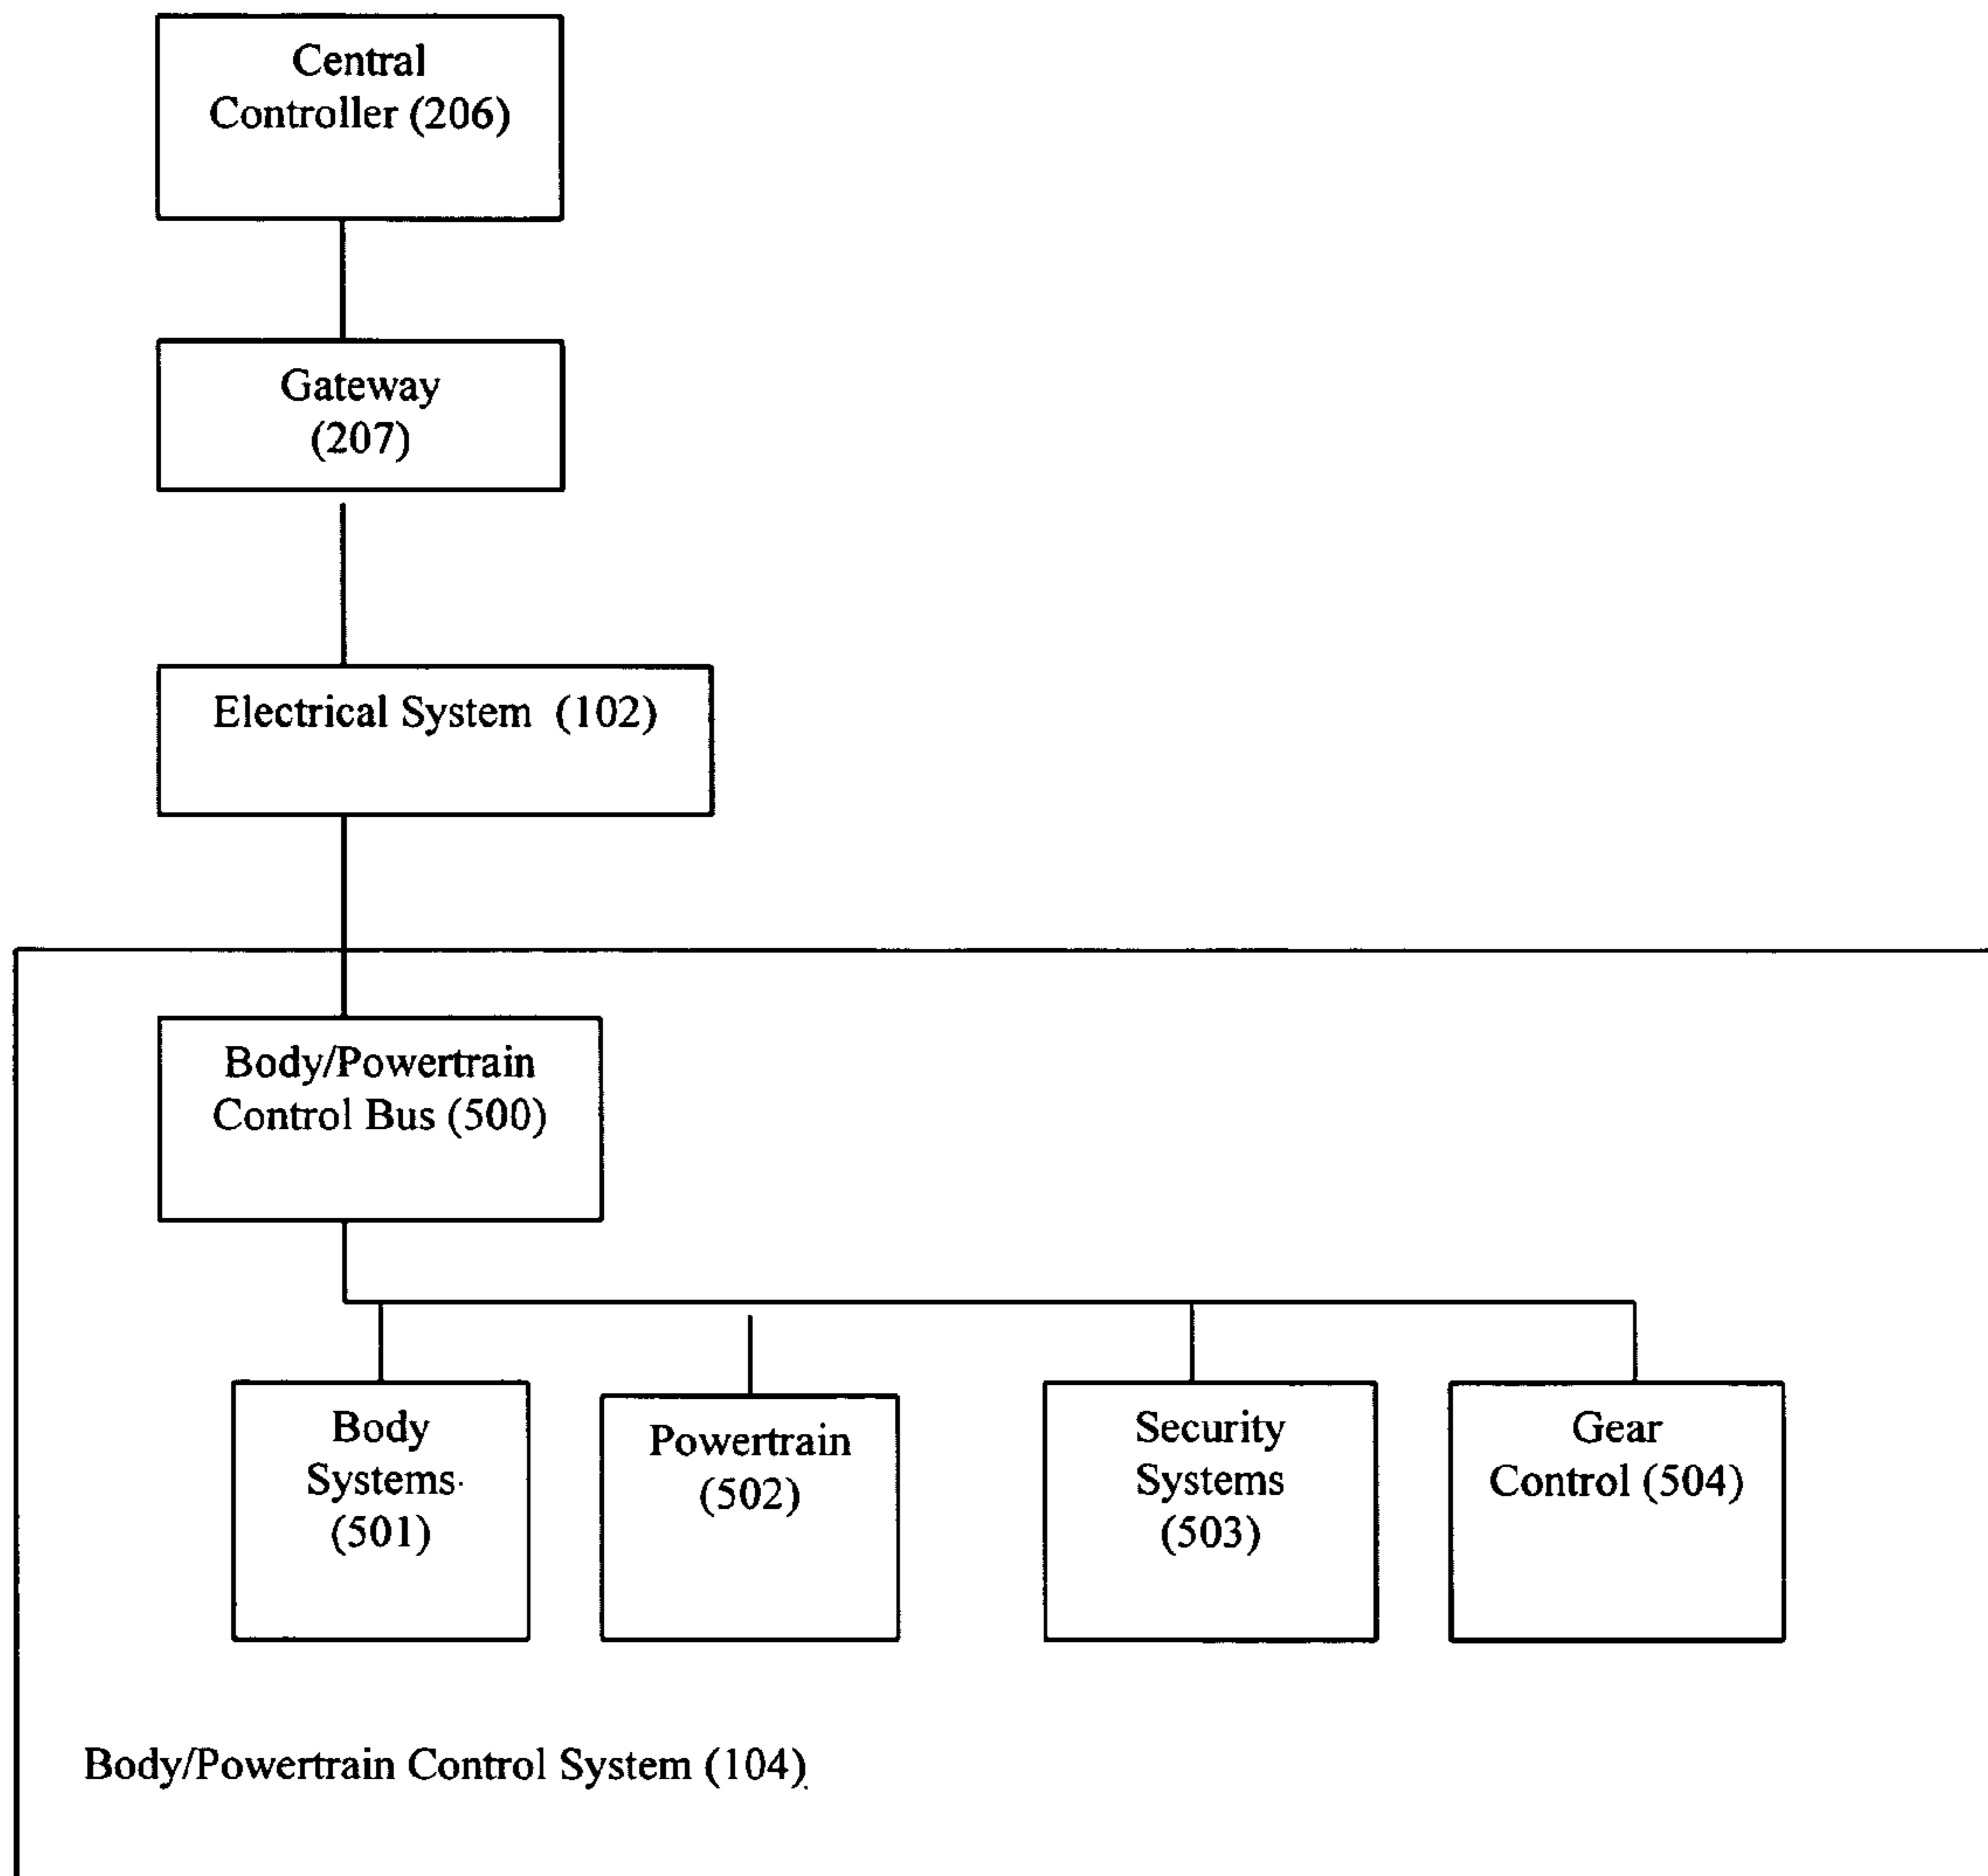 Central
Controller (206)
Gateway
(207)
Electrical System (102)
Body/Powertrain
Control Bus (500)
Body
Systems
(501)
Powertrain
(502)
Security
Systems
(503)
Gear
Control (504)
Body/Powertrain Control System (104)